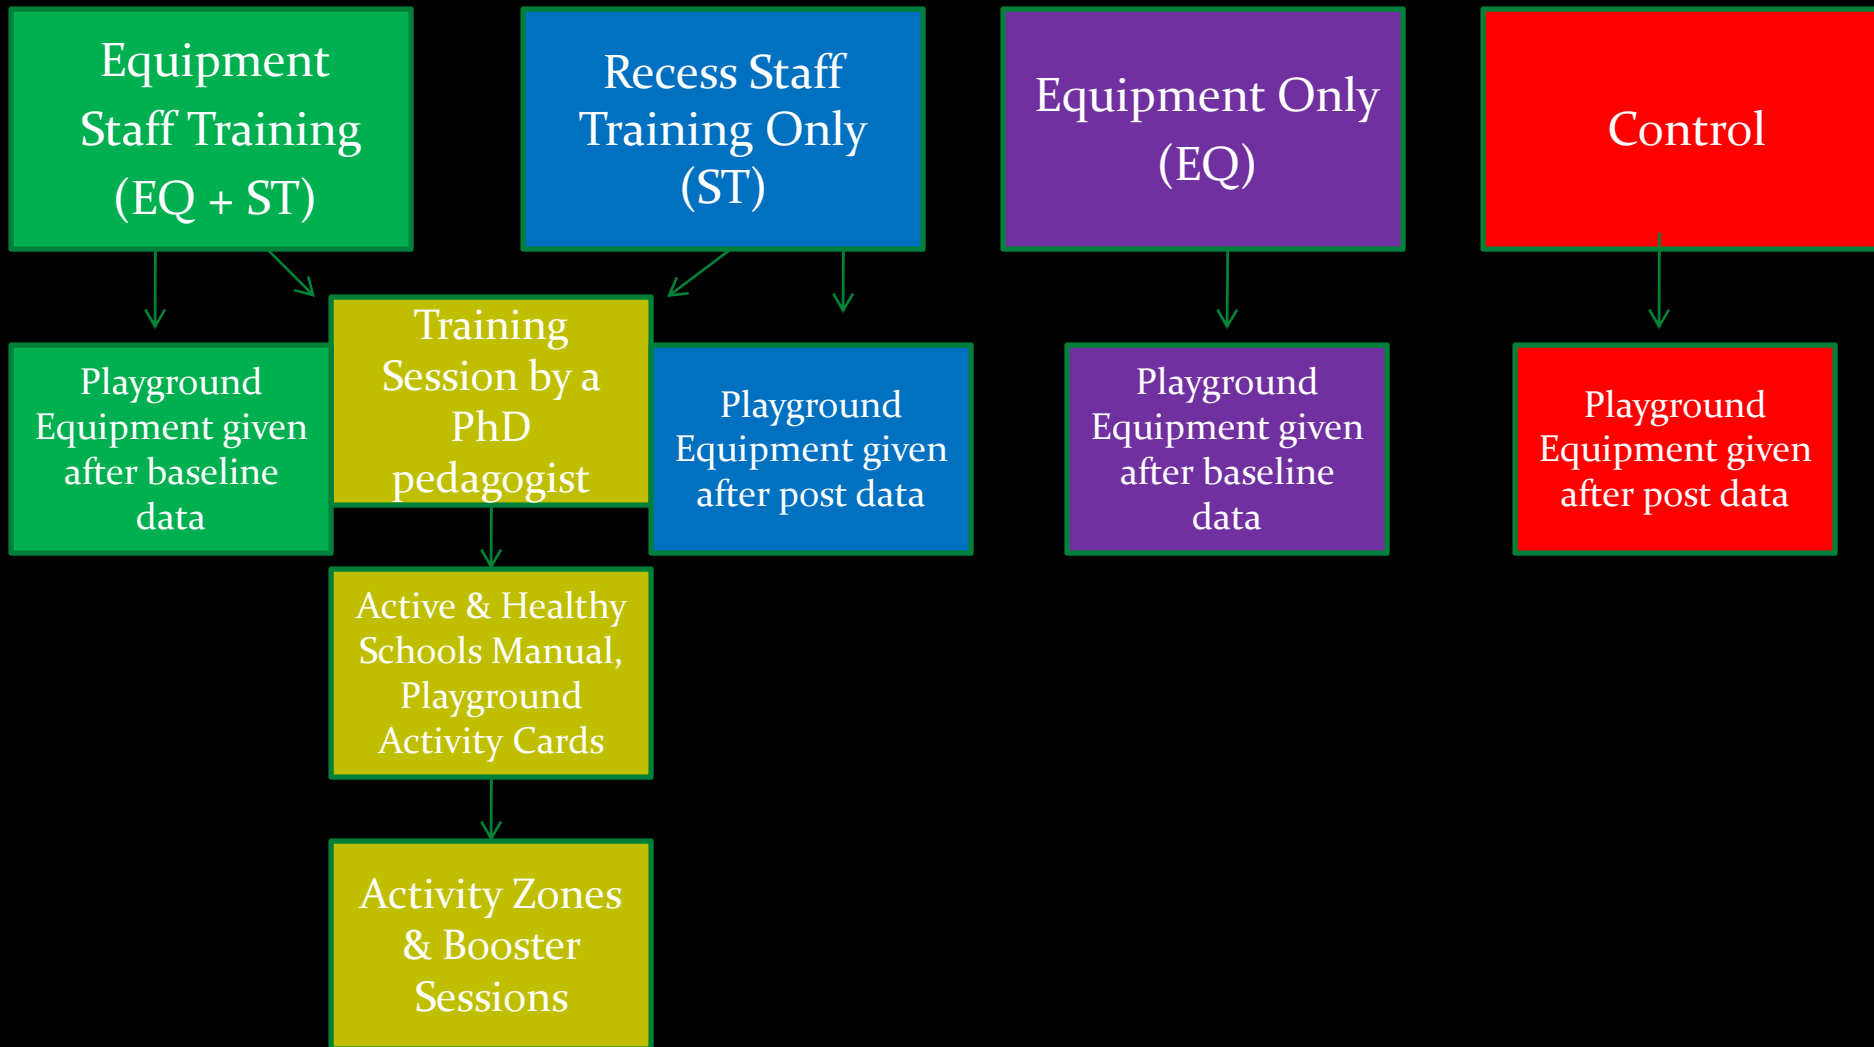 Equipment
Staff Training
(EQ + ST)
Recess Staff
Training Only
(ST)
Equipment Only
(EQ)
Control
Playground
Equipment given
after baseline
data
Training
Session by a
PhD
pedagogist
Playground
Equipment given
after post data
Playground
Equipment given
after baseline
data
Playground
Equipment given
after post data
Active & Healthy
Schools Manual,
Playground
Activity Cards
Activity Zones
& Booster
Sessions